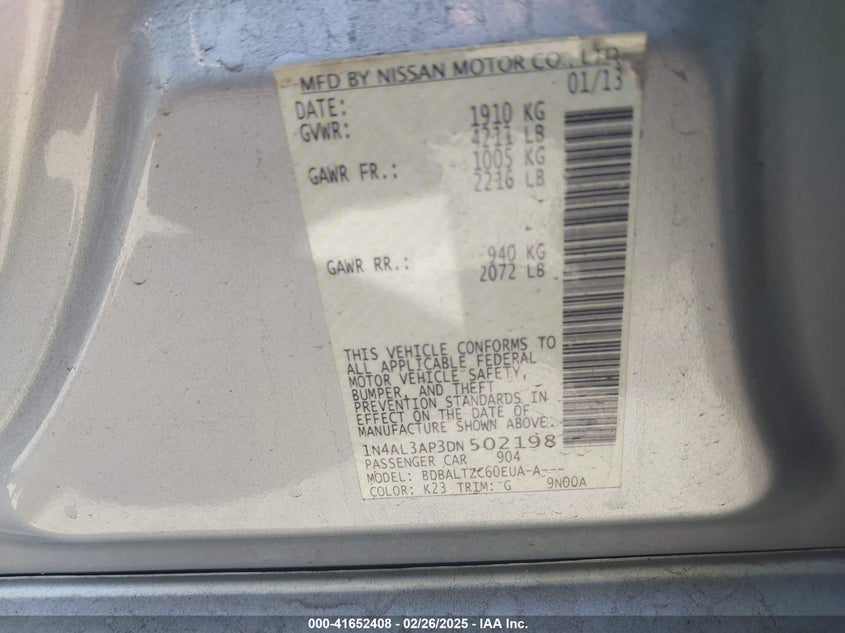 MFD BY NISSAN MOTOR CO., LTD
DATE: 01/13
GVWR: 1910 KG
4211 LB
GAWR FR.: 1005 KG
2216 LB
GAWR RR.: 940 KG
2072 LB
THIS VEHICLE CONFORMS TO
ALL APPLICABLE FEDERAL
MOTOR VEHICLE SAFETY,
BUMPER, AND THEFT
PREVENTION STANDARDS IN
EFFECT ON THE DATE OF
MANUFACTURE SHOWN ABOVE.
1N4AL3AP3DN502198
PASSENGER CAR 904
MODEL: BDBALTZC60EUA-A---
COLOR: K23 TRIM: G 9N00A
000-41652408 - 02/26/2025 - IAA Inc.